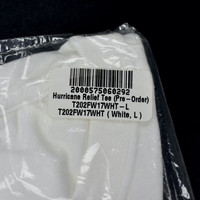 2000575060292
Hurricane Relief Tee (Pre-Order)
T202FW17WHT-L
T202FW17WHT ( White, L )